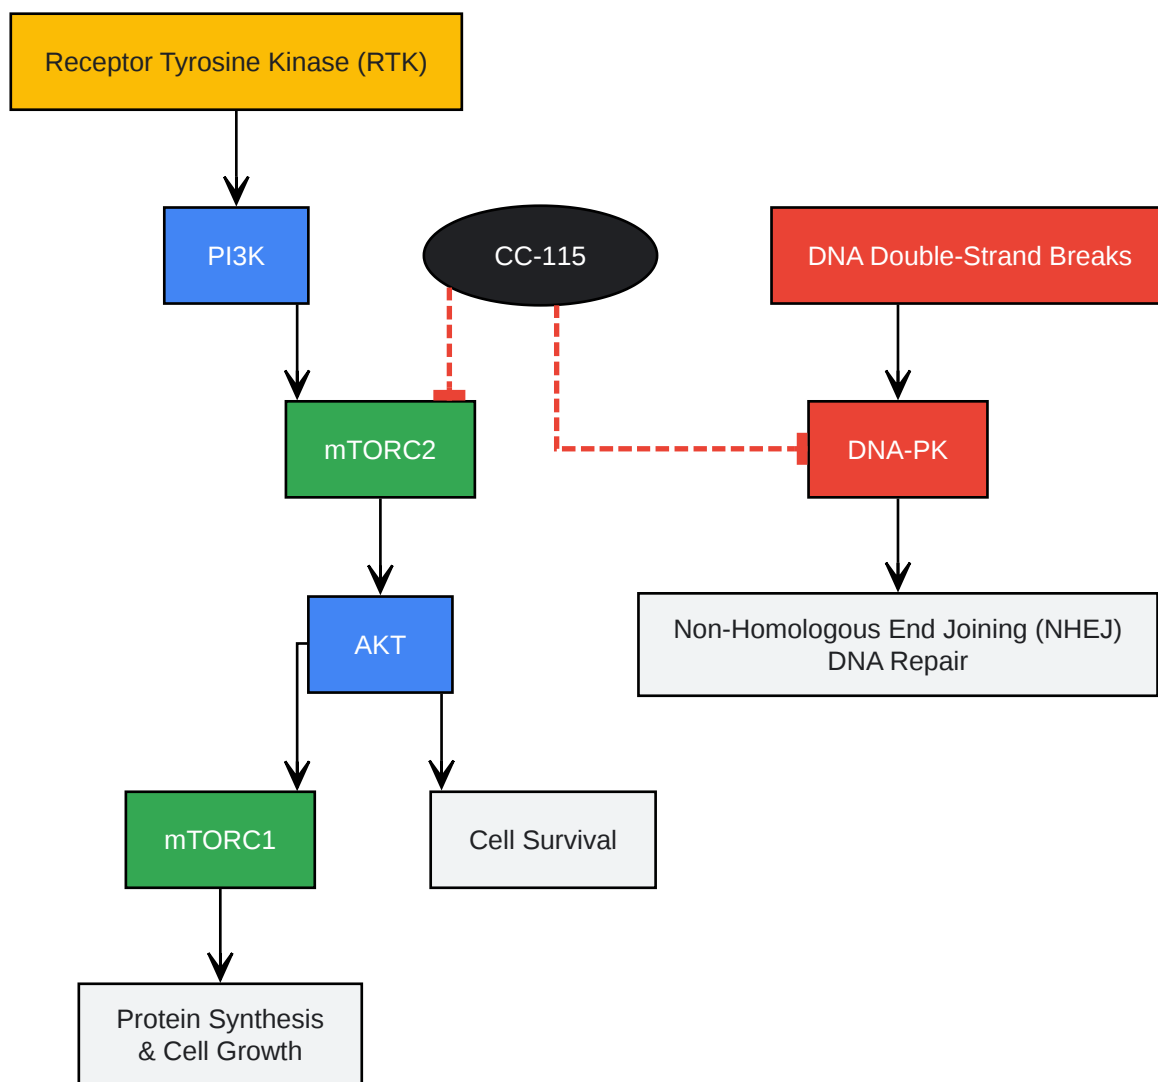 Receptor Tyrosine Kinase (RTK)
PI3K
CC-115
DNA Double-Strand Breaks
mTORC2
DNA-PK
AKT
Non-Homologous End Joining (NHEJ)
DNA Repair
mTORC1
Cell Survival
Protein Synthesis
& Cell Growth